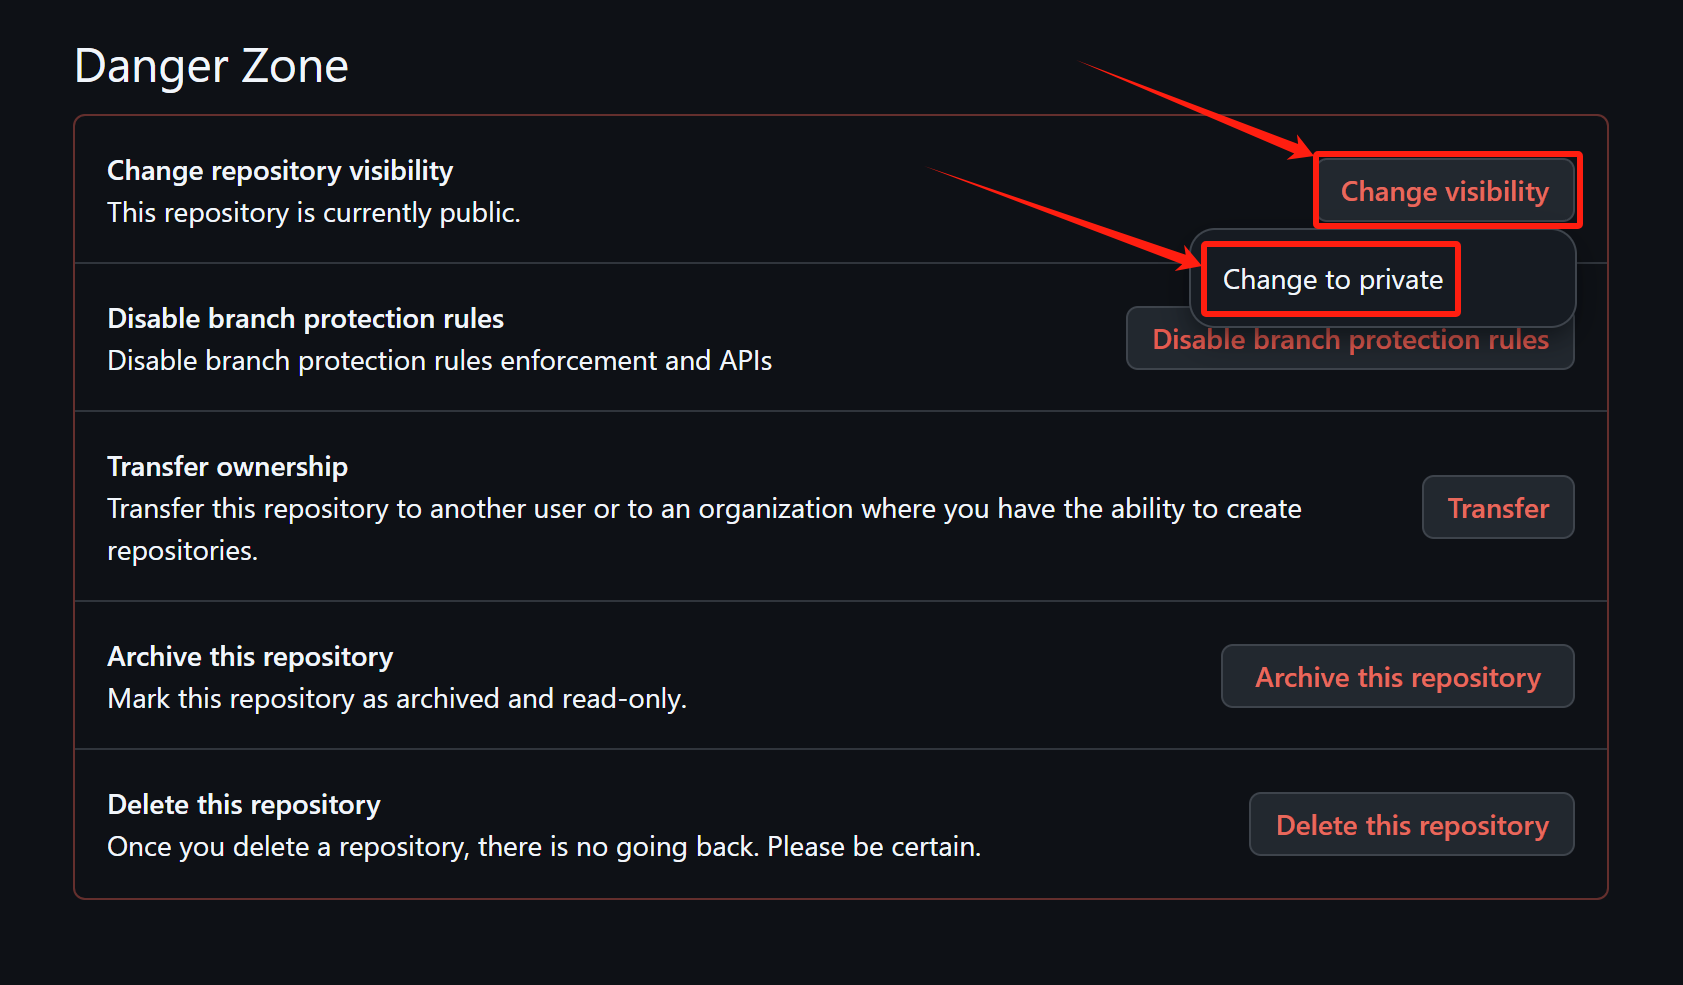 Danger Zone
Change repository visibility
This repository is currently public.
Change visibility
Change to private
Disable branch protection rules
Disable branch protection rules enforcement and APIs
Disable branch protection rules
Transfer ownership
Transfer this repository to another user or to an organization where you have the ability to create
repositories.
Transfer
Archive this repository
Mark this repository as archived and read-only.
Archive this repository
Delete this repository
Once you delete a repository, there is no going back. Please be certain.
Delete this repository